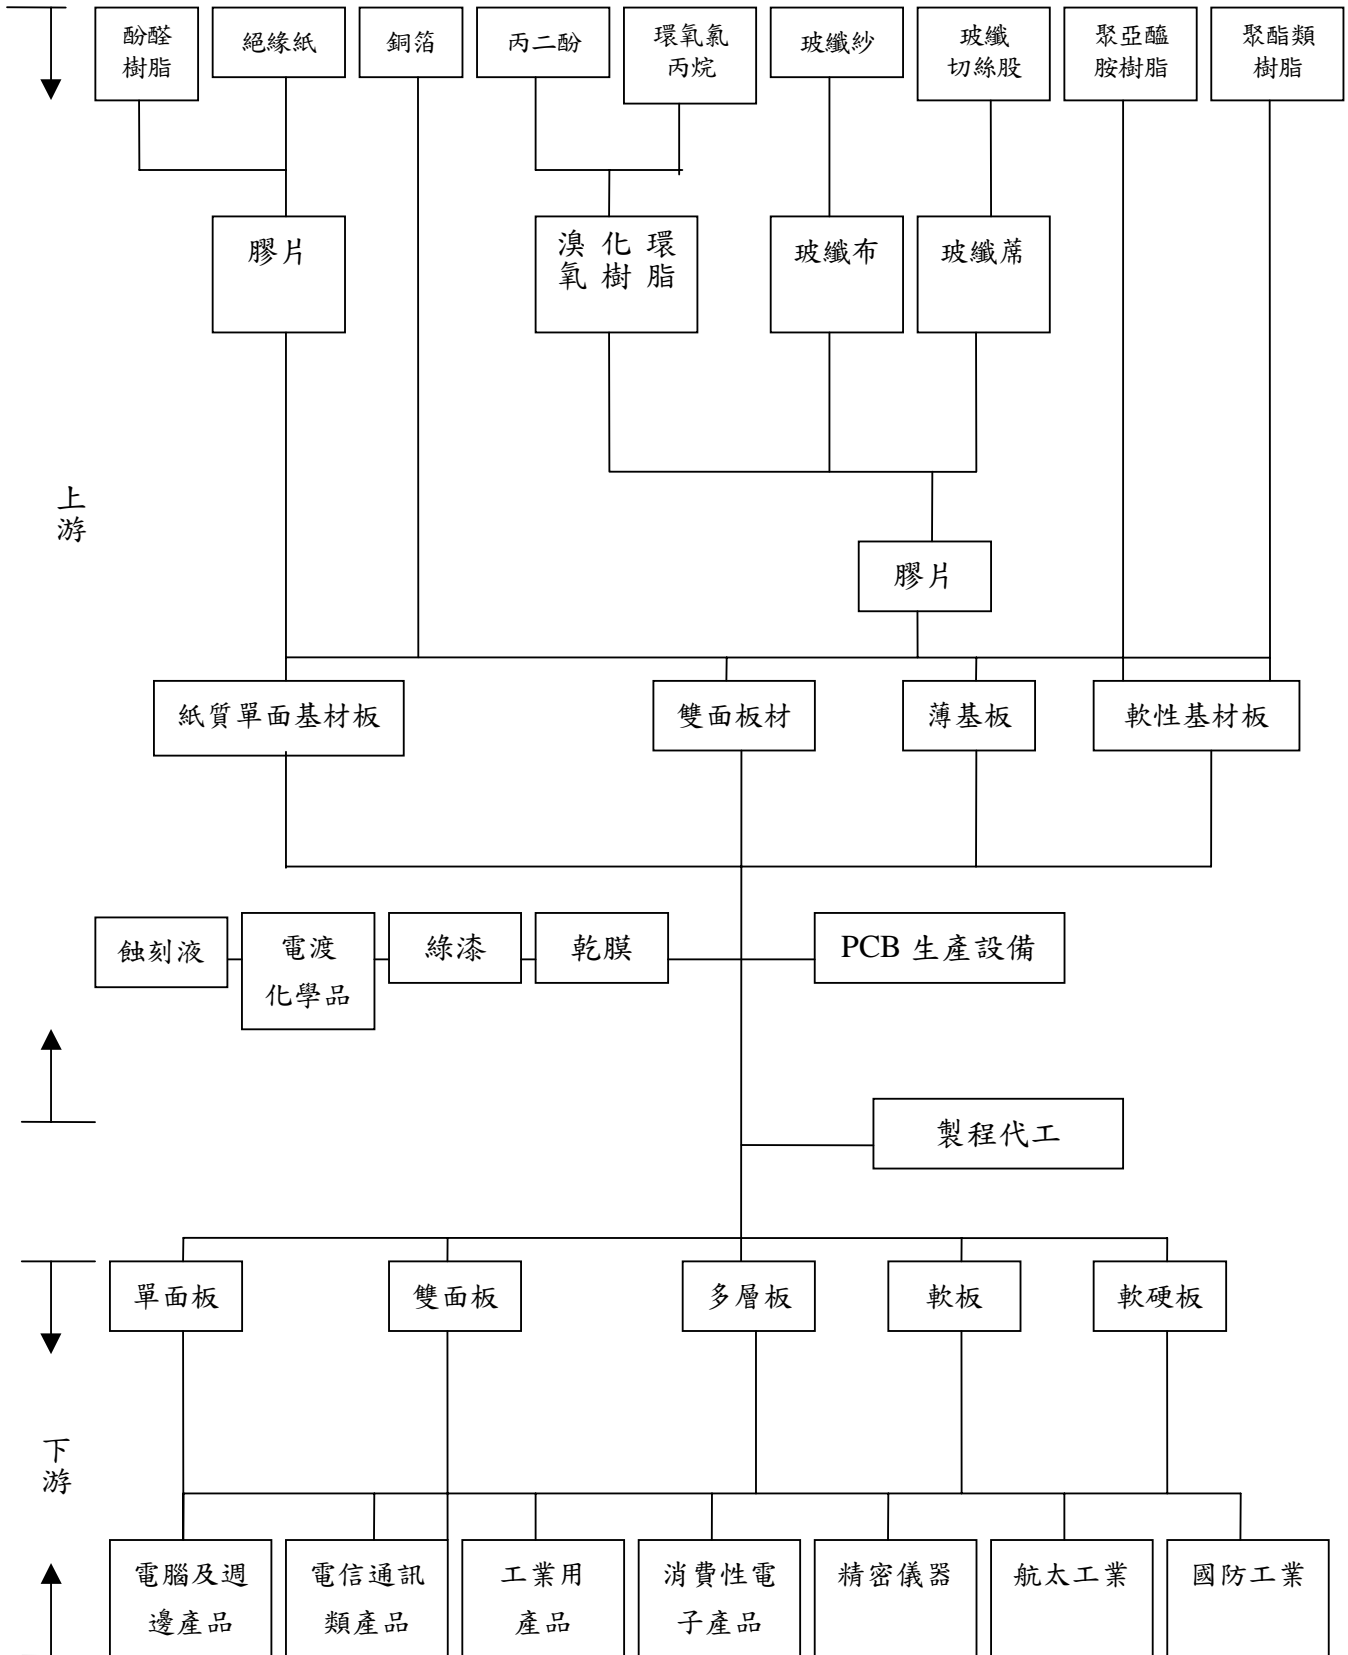 酚醛
樹脂
絕緣紙
銅箔
丙二酚
環氧氯
丙烷
玻纖紗
玻纖
切絲股
聚亞醯
胺樹脂
聚酯類
樹脂
膠片
溴化環
氧樹脂
玻纖布
玻纖蓆
上
游
膠片
紙質單面基材板
雙面板材
薄基板
軟性基材板
蝕刻液
電渡
化學品
綠漆
乾膜
PCB 生產設備
製程代工
單面板
雙面板
多層板
軟板
軟硬板
下
游
電腦及週
邊產品
電信通訊
類產品
工業用
產品
消費性電
子產品
精密儀器
航太工業
國防工業